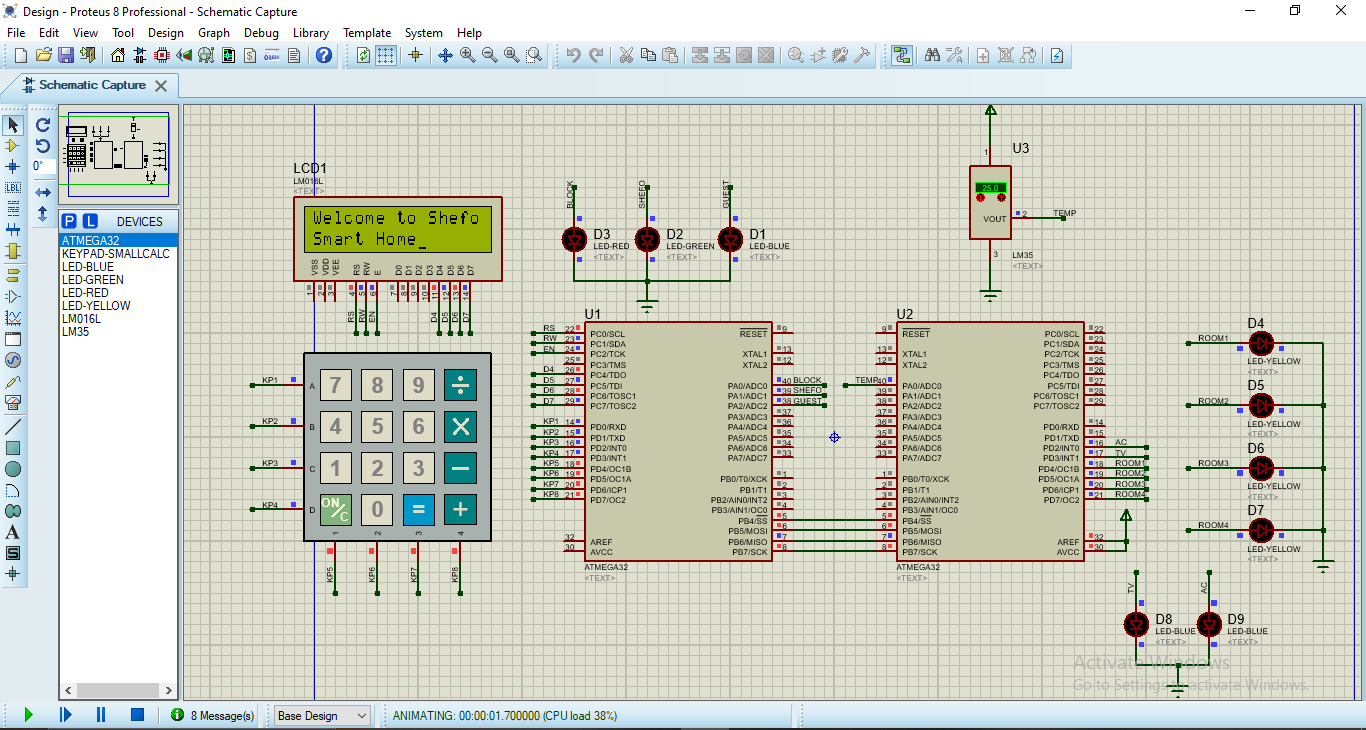 Design - Proteus 8 Professional - Schematic Capture
File Edit View Tool Design Graph Debug Library Template System Help
Schematic Capture
0°
P L DEVICES
ATMEGA32
KEYPAD-SMALLCALC
LED-BLUE
LED-GREEN
LED-RED
LED-YELLOW
LM016L
LM35
LCD1
LM016L
<TEXT>
Welcome to Shefo
Smart Home_
VSS VDD VEE RS RW E D0 D1 D2 D3 D4 D5 D6 D7
1 2 3 4 5 6 7 8 9 10 11 12 13 14
RS RW EN D4 D5 D6 D7
BLOCK SHEFO GUEST
D3
LED-RED
<TEXT>
D2
LED-GREEN
<TEXT>
D1
LED-BLUE
<TEXT>
U3
1
25.0
VOUT 2 TEMP
3
LM35
<TEXT>
KP1 A 7 8 9 ÷
KP2 B 4 5 6 ×
KP3 C 1 2 3 −
KP4 D ON/C 0 = +
1 2 3 4
KP5 KP6 KP7 KP8
U1
RS 22 PC0/SCL RESET 9
RW 23 PC1/SDA
EN 24 PC2/TCK XTAL1 13
25 PC3/TMS XTAL2 12
D4 26 PC4/TDO
D5 27 PC5/TDI PA0/ADC0 40 BLOCK
D6 28 PC6/TOSC1 PA1/ADC1 39 SHEFO
D7 29 PC7/TOSC2 PA2/ADC2 38 GUEST
PA3/ADC3 37
KP1 14 PD0/RXD PA4/ADC4 36
KP2 15 PD1/TXD PA5/ADC5 35
KP3 16 PD2/INT0 PA6/ADC6 34
KP4 17 PD3/INT1 PA7/ADC7 33
KP5 18 PD4/OC1B
KP6 19 PD5/OC1A PB0/T0/XCK 1
KP7 20 PD6/ICP1 PB1/T1 2
KP8 21 PD7/OC2 PB2/AIN0/INT2 3
PB3/AIN1/OC0 4
PB4/SS 5
PB5/MOSI 6
32 AREF PB6/MISO 7
30 AVCC PB7/SCK 8
ATMEGA32
<TEXT>
U2
9 RESET PC0/SCL 22
PC1/SDA 23
13 XTAL1 PC2/TCK 24
12 XTAL2 PC3/TMS 25
PC4/TDO 26
TEMP 40 PA0/ADC0 PC5/TDI 27
39 PA1/ADC1 PC6/TOSC1 28
38 PA2/ADC2 PC7/TOSC2 29
37 PA3/ADC3
36 PA4/ADC4 PD0/RXD 14
35 PA5/ADC5 PD1/TXD 15
34 PA6/ADC6 PD2/INT0 16 AC
33 PA7/ADC7 PD3/INT1 17 TV
PD4/OC1B 18 ROOM1
1 PB0/T0/XCK PD5/OC1A 19 ROOM2
2 PB1/T1 PD6/ICP1 20 ROOM3
3 PB2/AIN0/INT2 PD7/OC2 21 ROOM4
4 PB3/AIN1/OC0
5 PB4/SS
6 PB5/MOSI
7 PB6/MISO AREF 32
8 PB7/SCK AVCC 30
ATMEGA32
<TEXT>
D4
ROOM1
LED-YELLOW
<TEXT>
D5
ROOM2
LED-YELLOW
<TEXT>
D6
ROOM3
LED-YELLOW
<TEXT>
D7
ROOM4
LED-YELLOW
<TEXT>
TV AC
D8
LED-BLUE
<TEXT>
D9
LED-BLUE
<TEXT>
Activate Windows
Go to Settings to activate Windows.
8 Message(s) Base Design ANIMATING: 00:00:01.700000 (CPU load 38%)